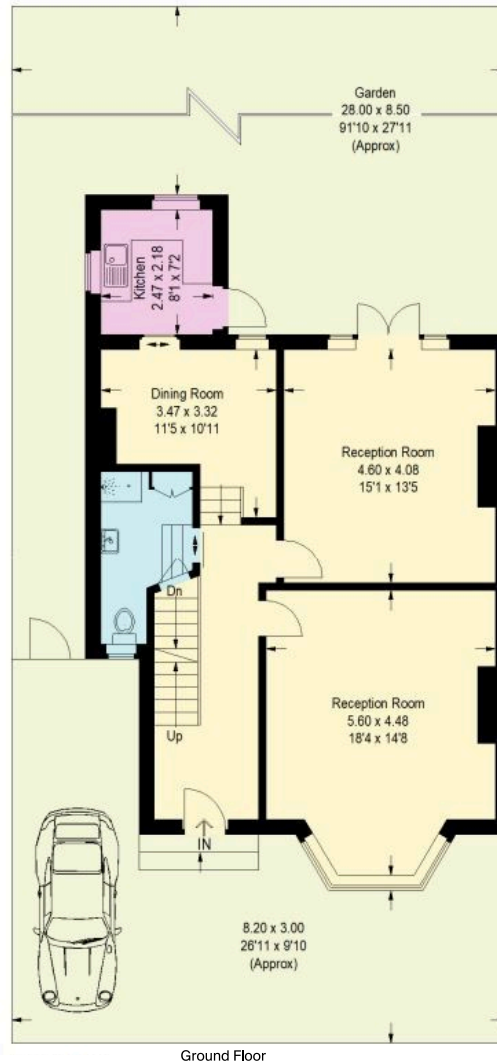 Garden
28.00 x 8.50
91'10 x 27'11
(Approx)
Kitchen
2.47 x 2.18
8'1 x 7'2
Dining Room
3.47 x 3.32
11'5 x 10'11
Reception Room
4.60 x 4.08
15'1 x 13'5
Dn
Reception Room
5.60 x 4.48
18'4 x 14'8
Up
IN
8.20 x 3.00
26'11 x 9'10
(Approx)
Ground Floor